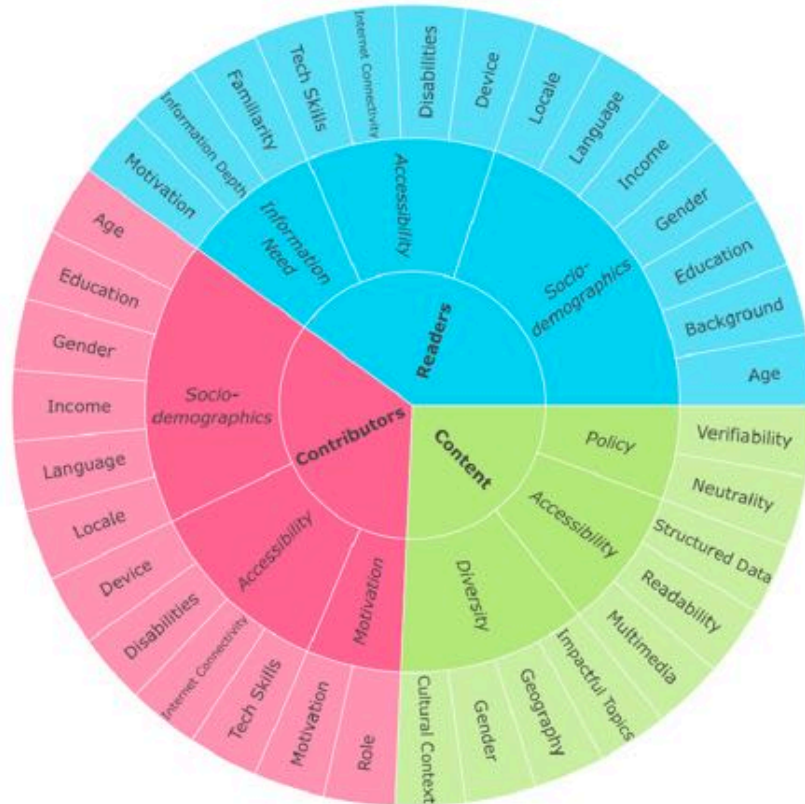 Readers
Information
Need
Accessibility
Socio-
demographics
Motivation
Information Depth
Familiarity
Tech Skills
Internet Connectivity
Disabilities
Device
Locale
Language
Income
Gender
Education
Background
Age
Content
Policy
Accessibility
Diversity
Verifiability
Neutrality
Structured Data
Readability
Multimedia
Impactful Topics
Geography
Gender
Cultural Context
Contributors
Socio-
demographics
Accessibility
Motivation
Age
Education
Gender
Income
Language
Locale
Device
Disabilities
Internet Connectivity
Tech Skills
Motivation
Role